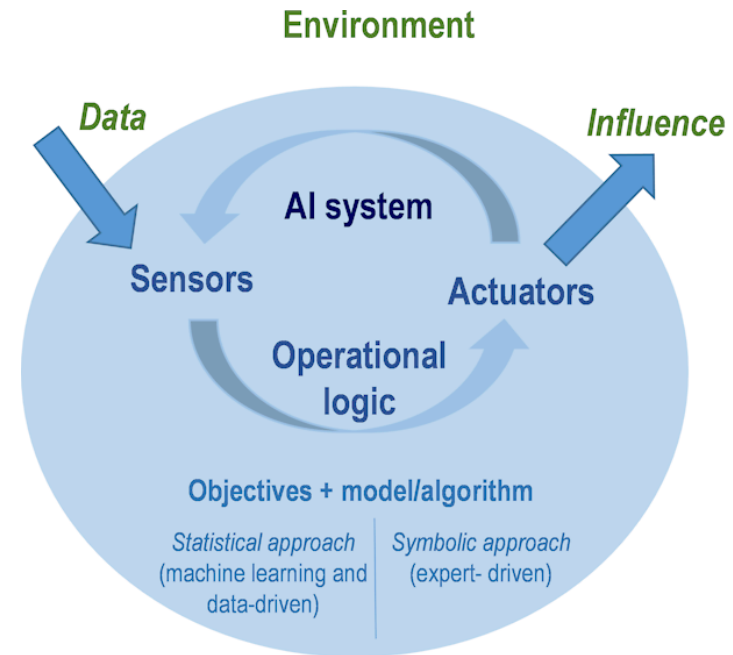 Environment
Data
Influence
AI system
Sensors
Actuators
Operational
logic
Objectives + model/algorithm
Statistical approach
(machine learning and
data-driven)
Symbolic approach
(expert- driven)